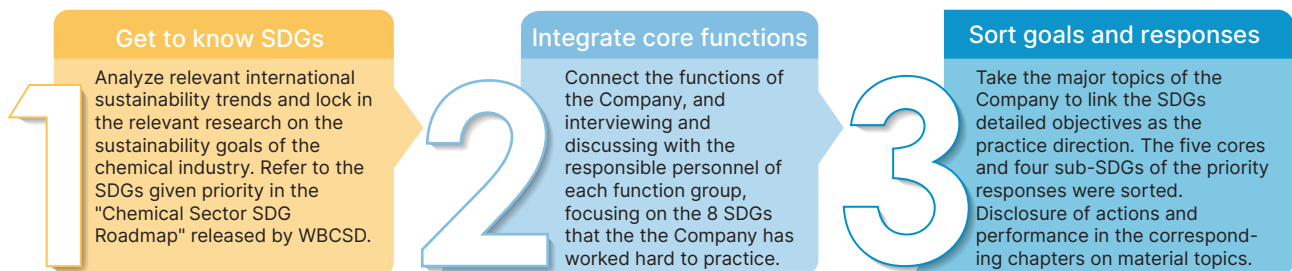 1
Get to know SDGs
Analyze relevant international
sustainability trends and lock in
the relevant research on the
sustainability goals of the
chemical industry. Refer to the
SDGs given priority in the
"Chemical Sector SDG
Roadmap" released by WBCSD.
2
Integrate core functions
Connect the functions of
the Company, and
interviewing and
discussing with the
responsible personnel of
each function group,
focusing on the 8 SDGs
that the the Company has
worked hard to practice.
3
Sort goals and responses
Take the major topics of the
Company to link the SDGs
detailed objectives as the
practice direction. The five cores
and four sub-SDGs of the priority
responses were sorted.
Disclosure of actions and
performance in the correspond-
ing chapters on material topics.